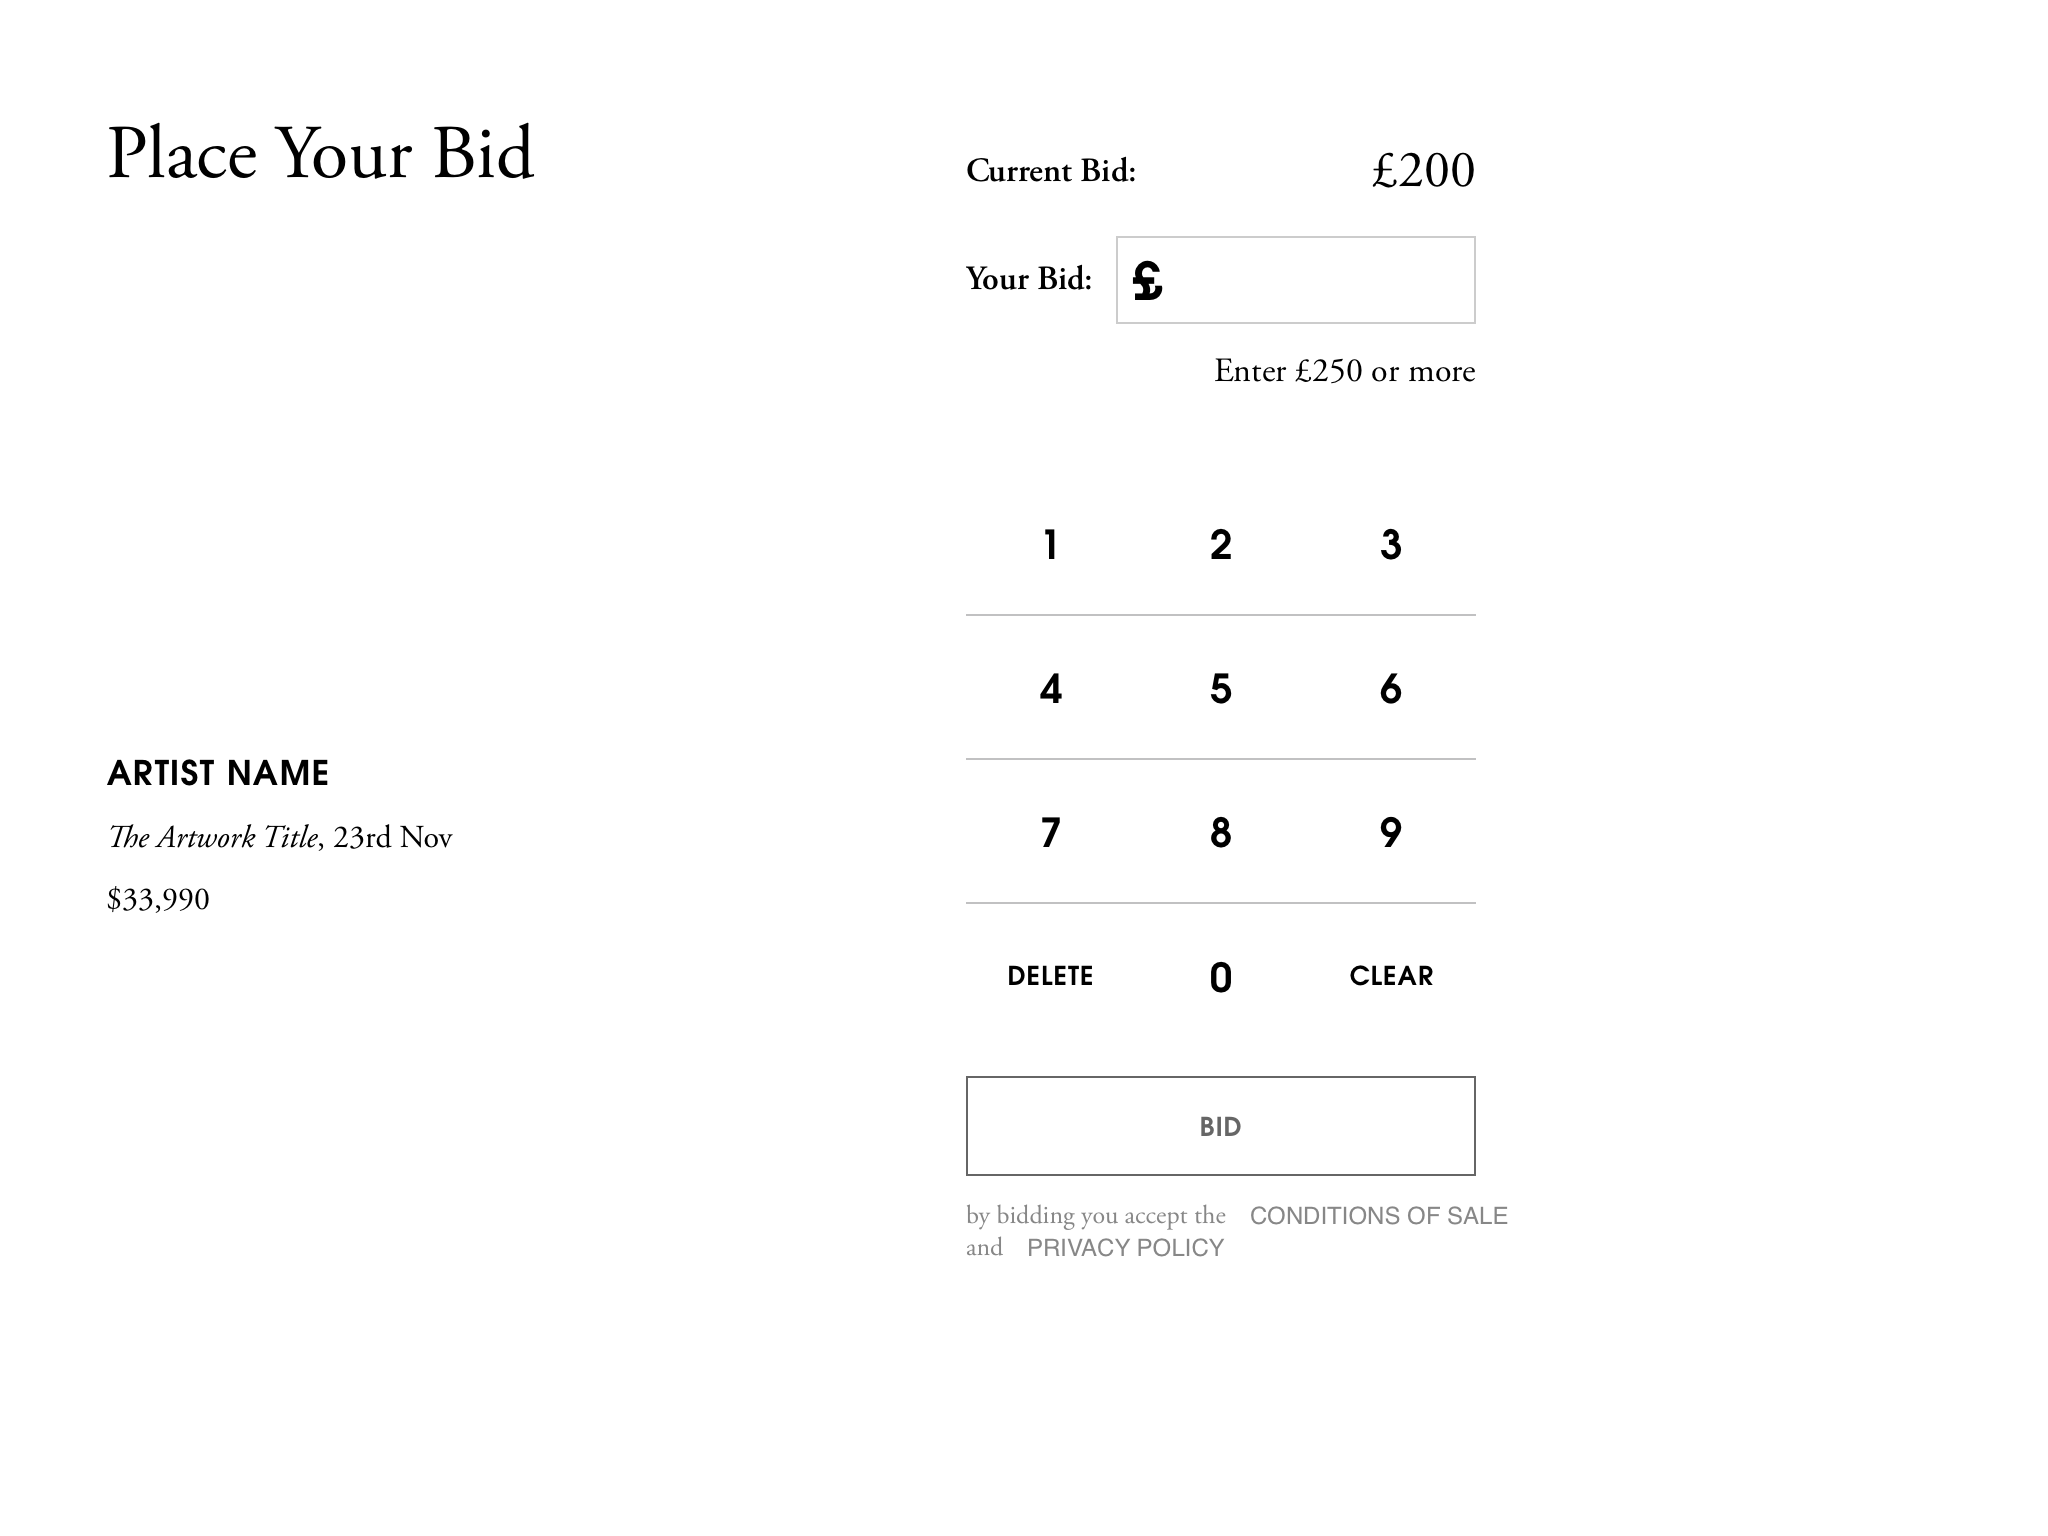 Place Your Bid
Current Bid: £200
Your Bid: £
Enter £250 or more
1 2 3
4 5 6
7 8 9
DELETE 0 CLEAR
BID
by bidding you accept the CONDITIONS OF SALE
and PRIVACY POLICY
ARTIST NAME
The Artwork Title, 23rd Nov
$33,990